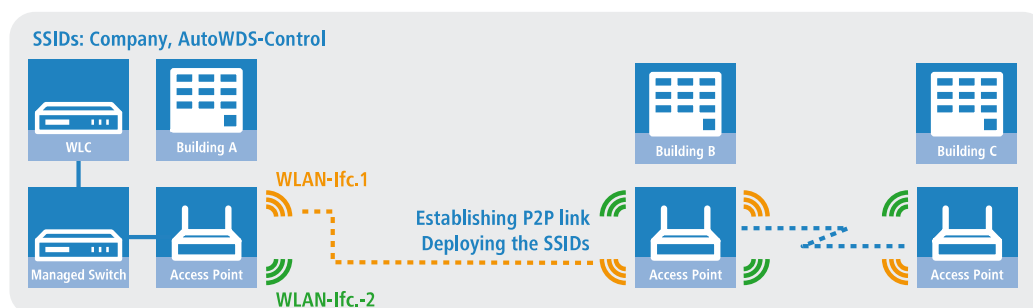 SSIDs: Company, AutoWDS-Control
WLC
Building A
Building B
Building C
WLAN-Ifc.1
Establishing P2P link
Deploying the SSIDs
Managed Switch
Access Point
Access Point
Access Point
WLAN-Ifc.-2